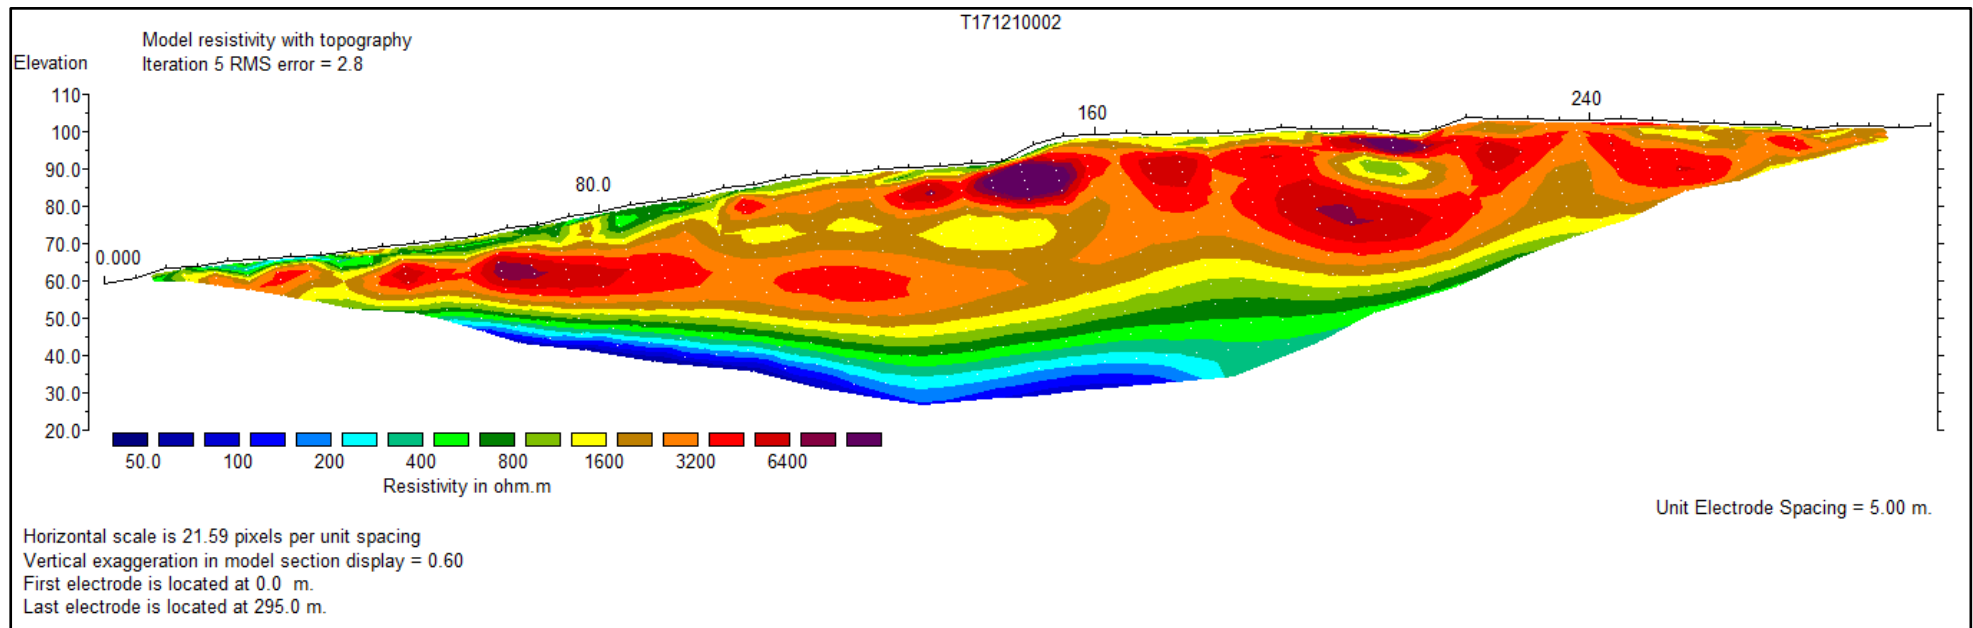 T171210002
Model resistivity with topography
Elevation
Iteration 5 RMS error = 2.8
110
240
160
100
90.0
80.0
80.0
70.0
0.000
60.0
50.0
40.0
30.0
20.0
50.0 100 200 400 800 1600 3200 6400
Resistivity in ohm.m
Unit Electrode Spacing = 5.00 m.
Horizontal scale is 21.59 pixels per unit spacing
Vertical exaggeration in model section display = 0.60
First electrode is located at 0.0 m.
Last electrode is located at 295.0 m.